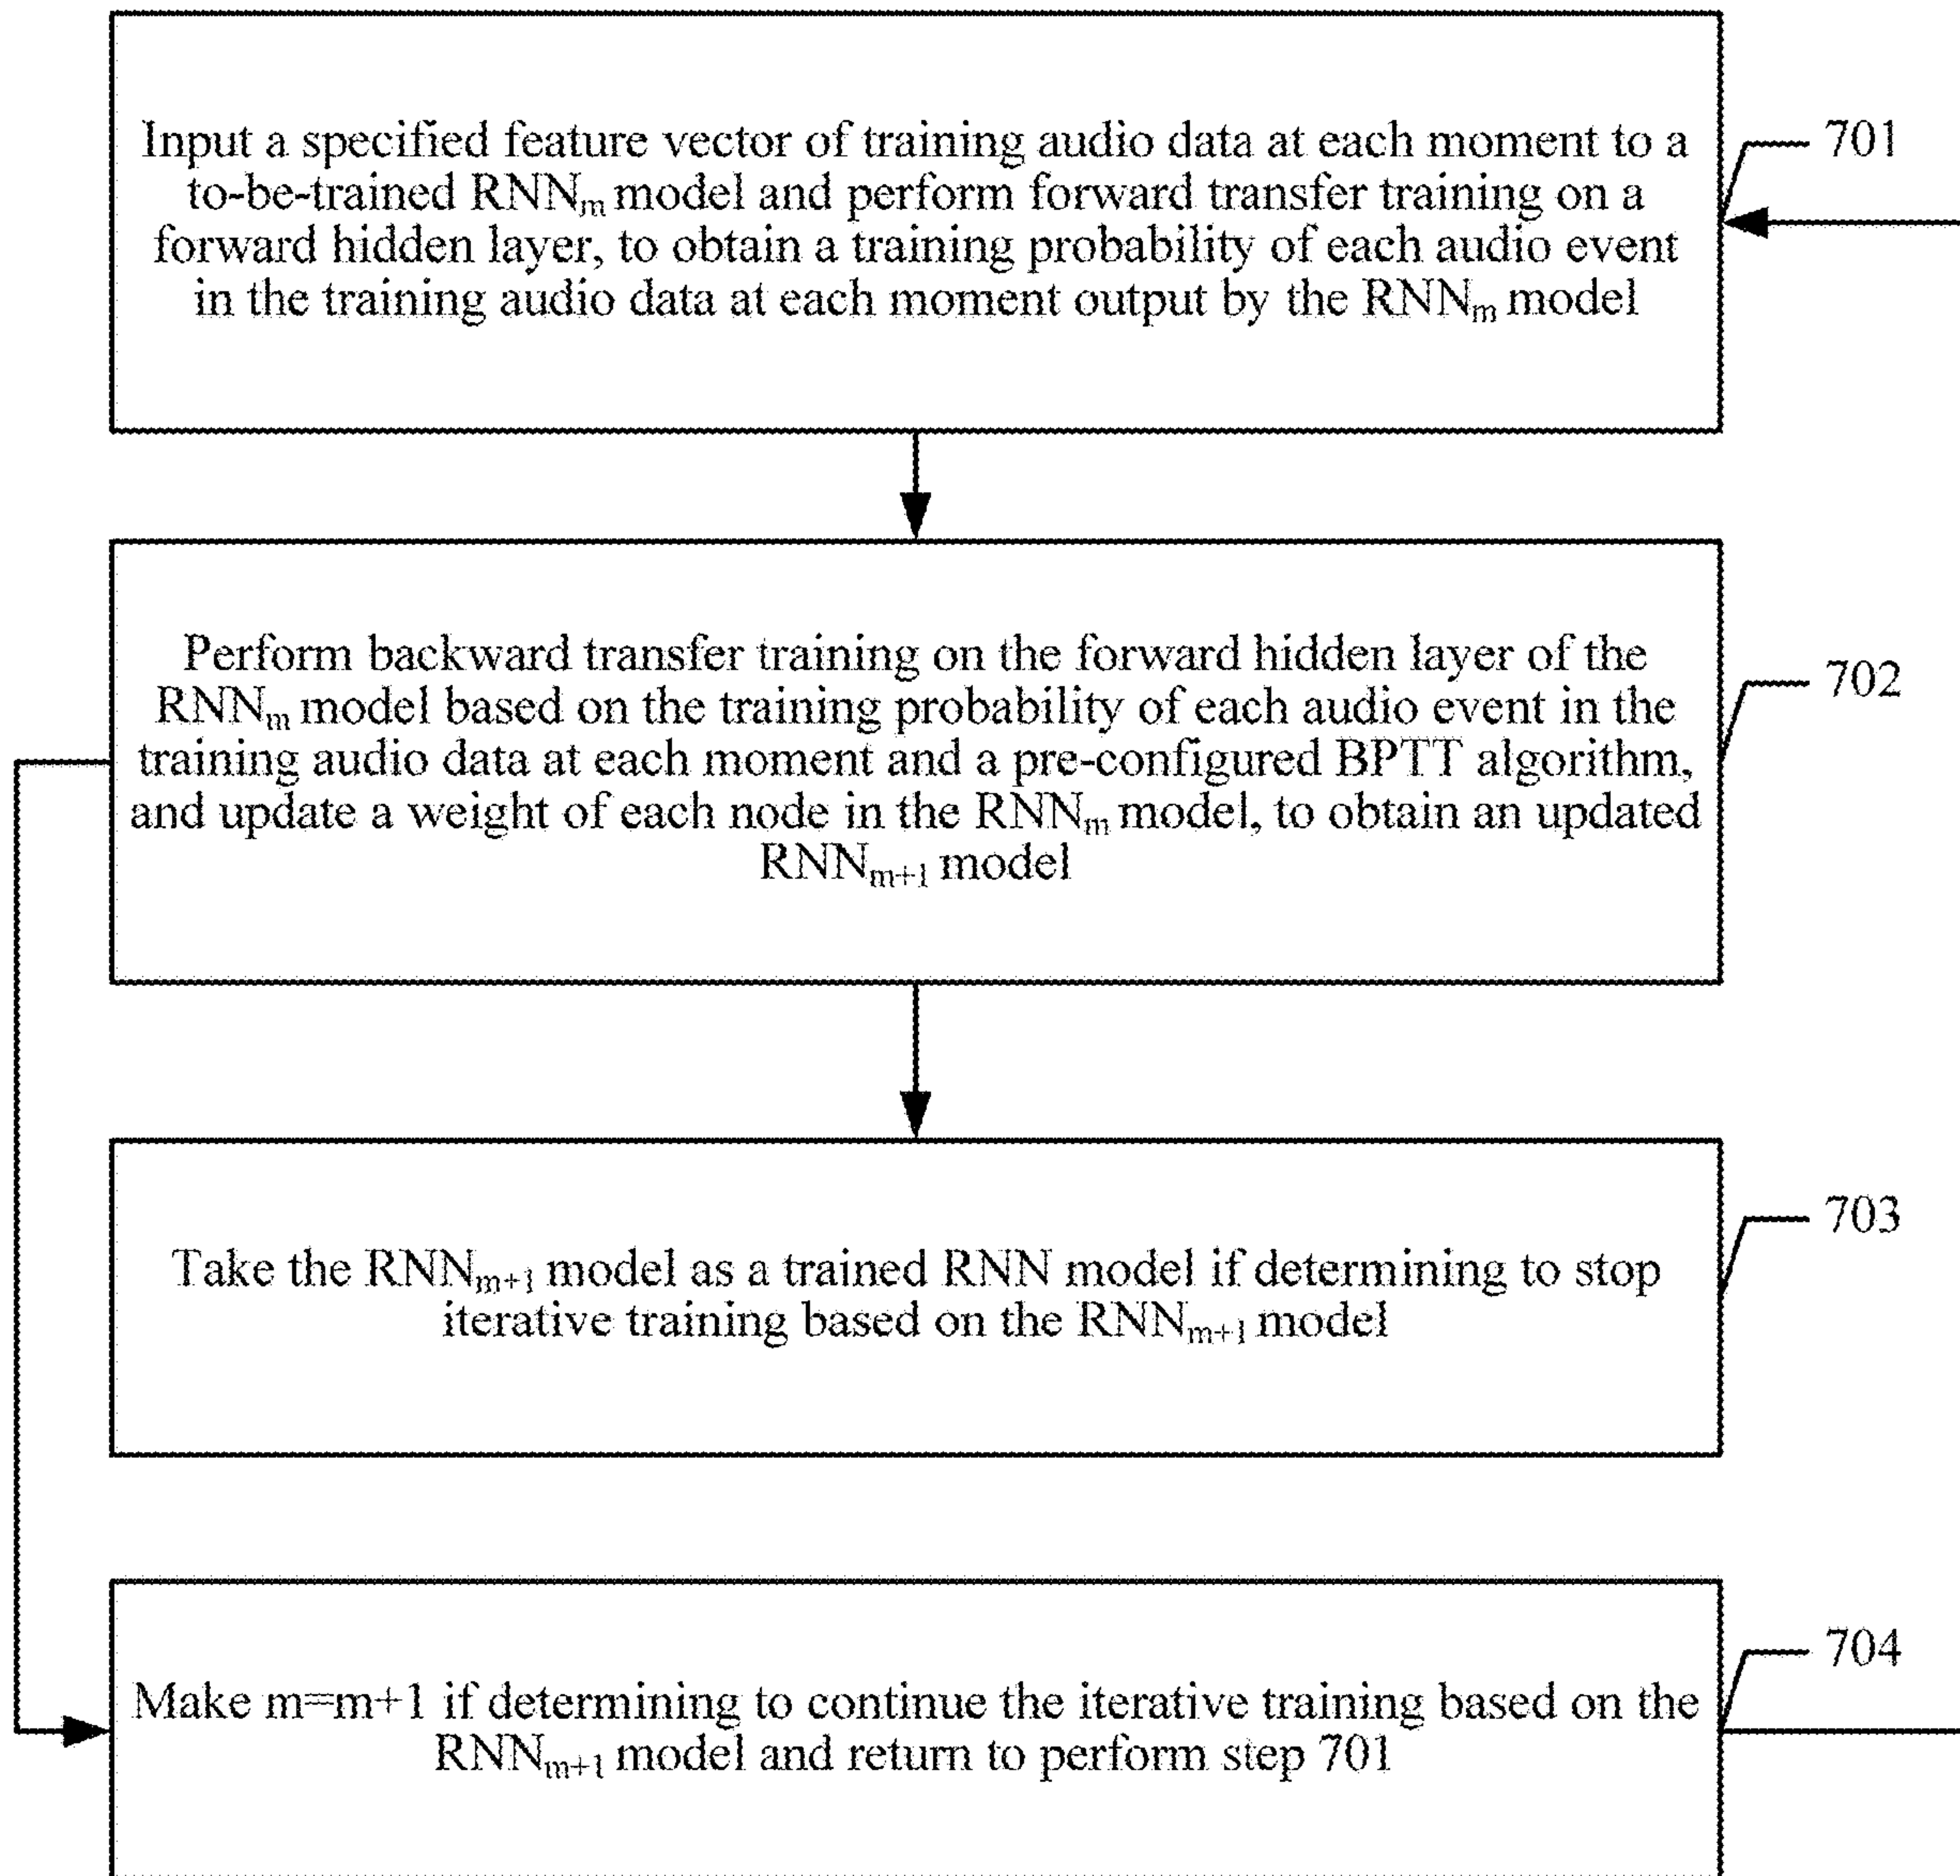 Input a specified feature vector of training audio data at each moment to a
to-be-trained RNNₘ model and perform forward transfer training on a
forward hidden layer, to obtain a training probability of each audio event
in the training audio data at each moment output by the RNNₘ model
701
Perform backward transfer training on the forward hidden layer of the
RNNₘ model based on the training probability of each audio event in the
training audio data at each moment and a pre-configured BPTT algorithm,
and update a weight of each node in the RNNₘ model, to obtain an updated
RNNₘ₊₁ model
702
Take the RNNₘ₊₁ model as a trained RNN model if determining to stop
iterative training based on the RNNₘ₊₁ model
703
Make m=m+1 if determining to continue the iterative training based on the
RNNₘ₊₁ model and return to perform step 701
704